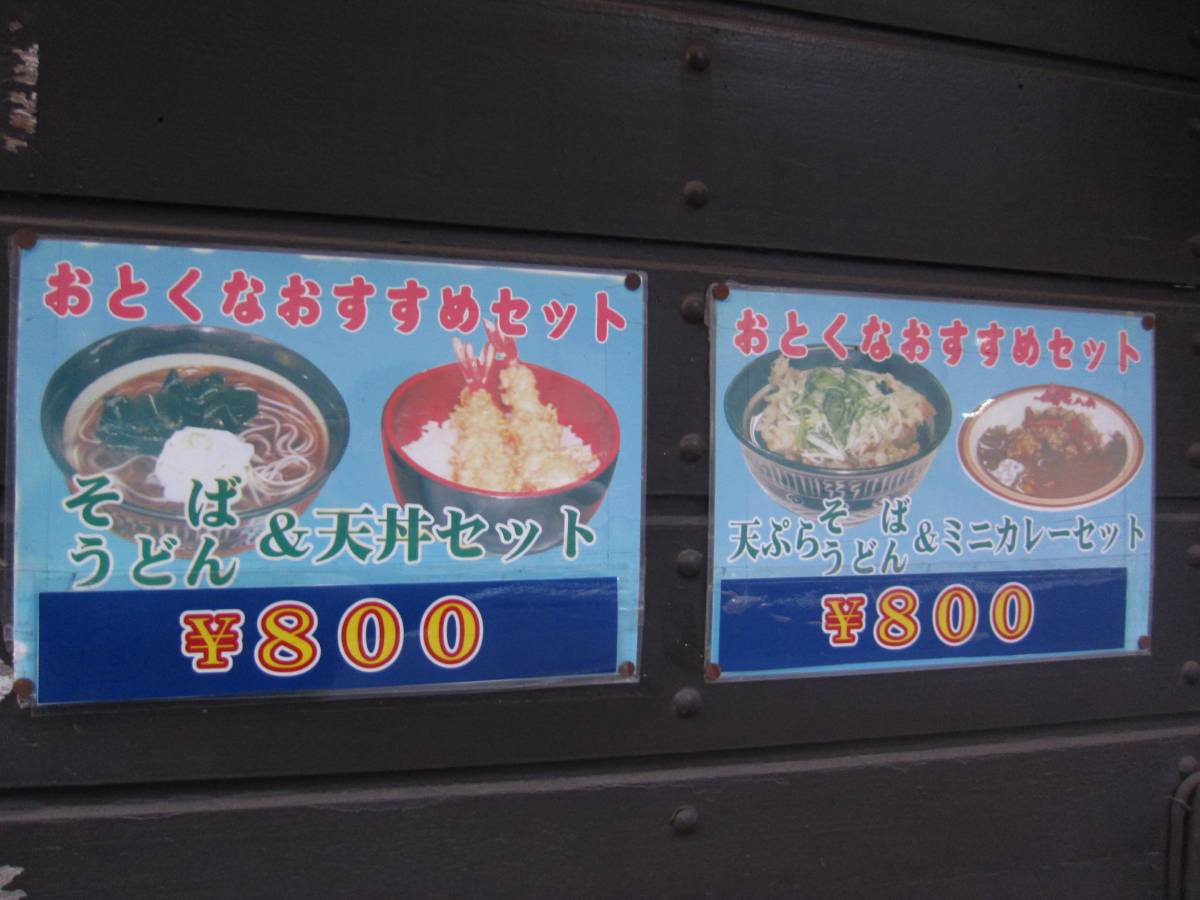 おとくなおすすめセット
そば
うどん
&天丼セット
¥800
おとくなおすすめセット
天ぷら
そば
うどん
&ミニカレーセット
¥800